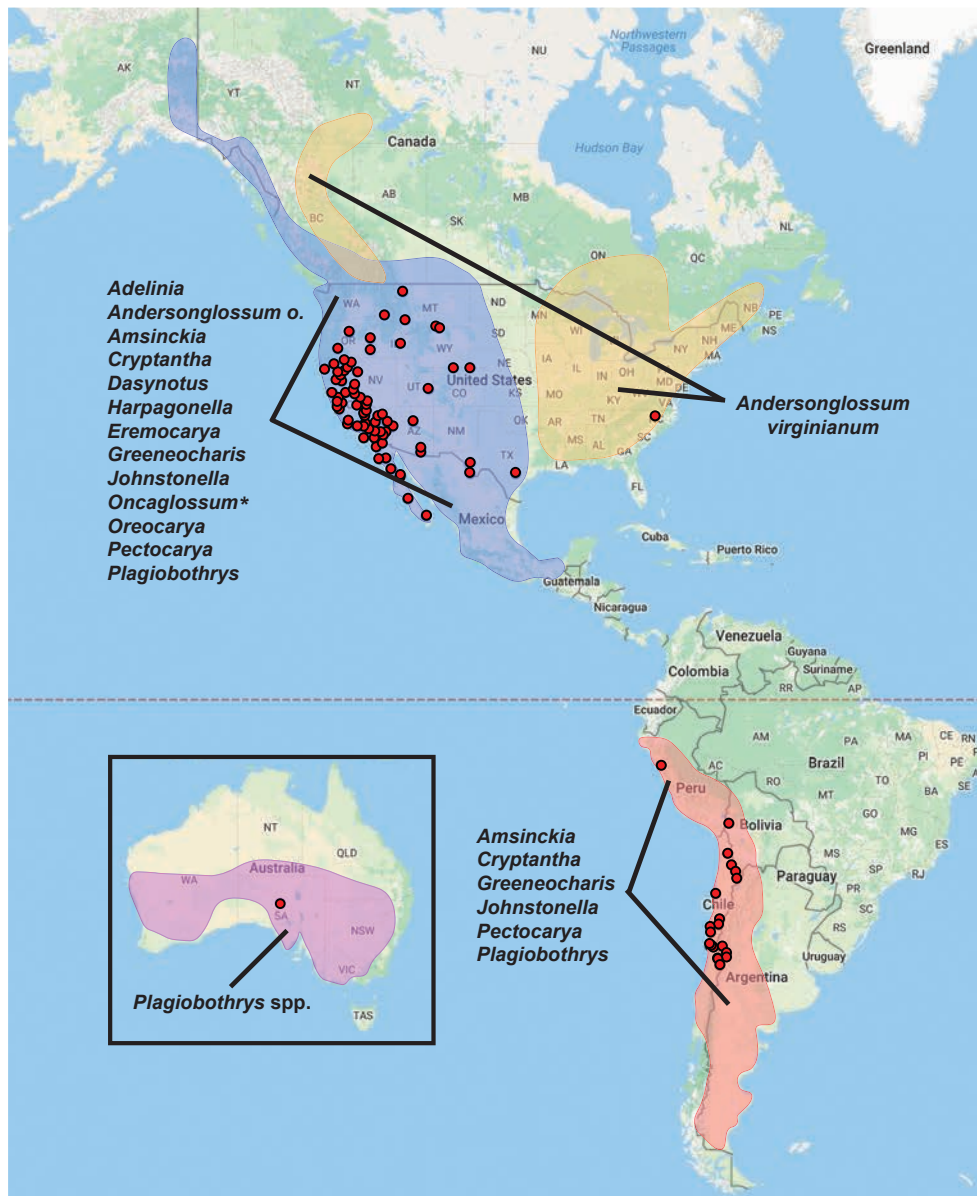 Greenland
Northwestern
Passages
NU
AK
YT
NT
Canada
Hudson Bay
BC
AB
MB
SK
NL
ON
QC
NB
PE
NS
ME
NH
MA
NY
Adelinia
Andersonglossum o.
Amsinckia
Cryptantha
Dasynotus
Harpagonella
Eremocarya
Greeneocharis
Johnstonella
Oncaglossum*
Oreocarya
Pectocarya
Plagiobothrys
WA
MT
ND
MN
WI
MI
OR
SD
WY
IA
NE
IL
IN
OH
MD
DE
United States
NV
UT
CO
KS
MO
KY
VA
AZ
NM
OK
AR
TN
SC
MS
AL
GA
TX
LA
FL
Andersonglossum
virginianum
Mexico
Cuba
Puerto Rico
Guatemala
Nicaragua
Venezuela
Guyana
Suriname
Colombia
RR
AP
Ecuador
AM
PA
MA
CE
RN
PI
PE
AC
RO
TO
SE
Brazil
Peru
MT
BA
GO
Bolivia
MG
MS
ES
Paraguay
SP
RJ
PR
SC
Chile
RS
Uruguay
Argentina
Amsinckia
Cryptantha
Greeneocharis
Johnstonella
Pectocarya
Plagiobothrys
NT
QLD
Australia
WA
SA
NSW
VIC
TAS
Plagiobothrys spp.